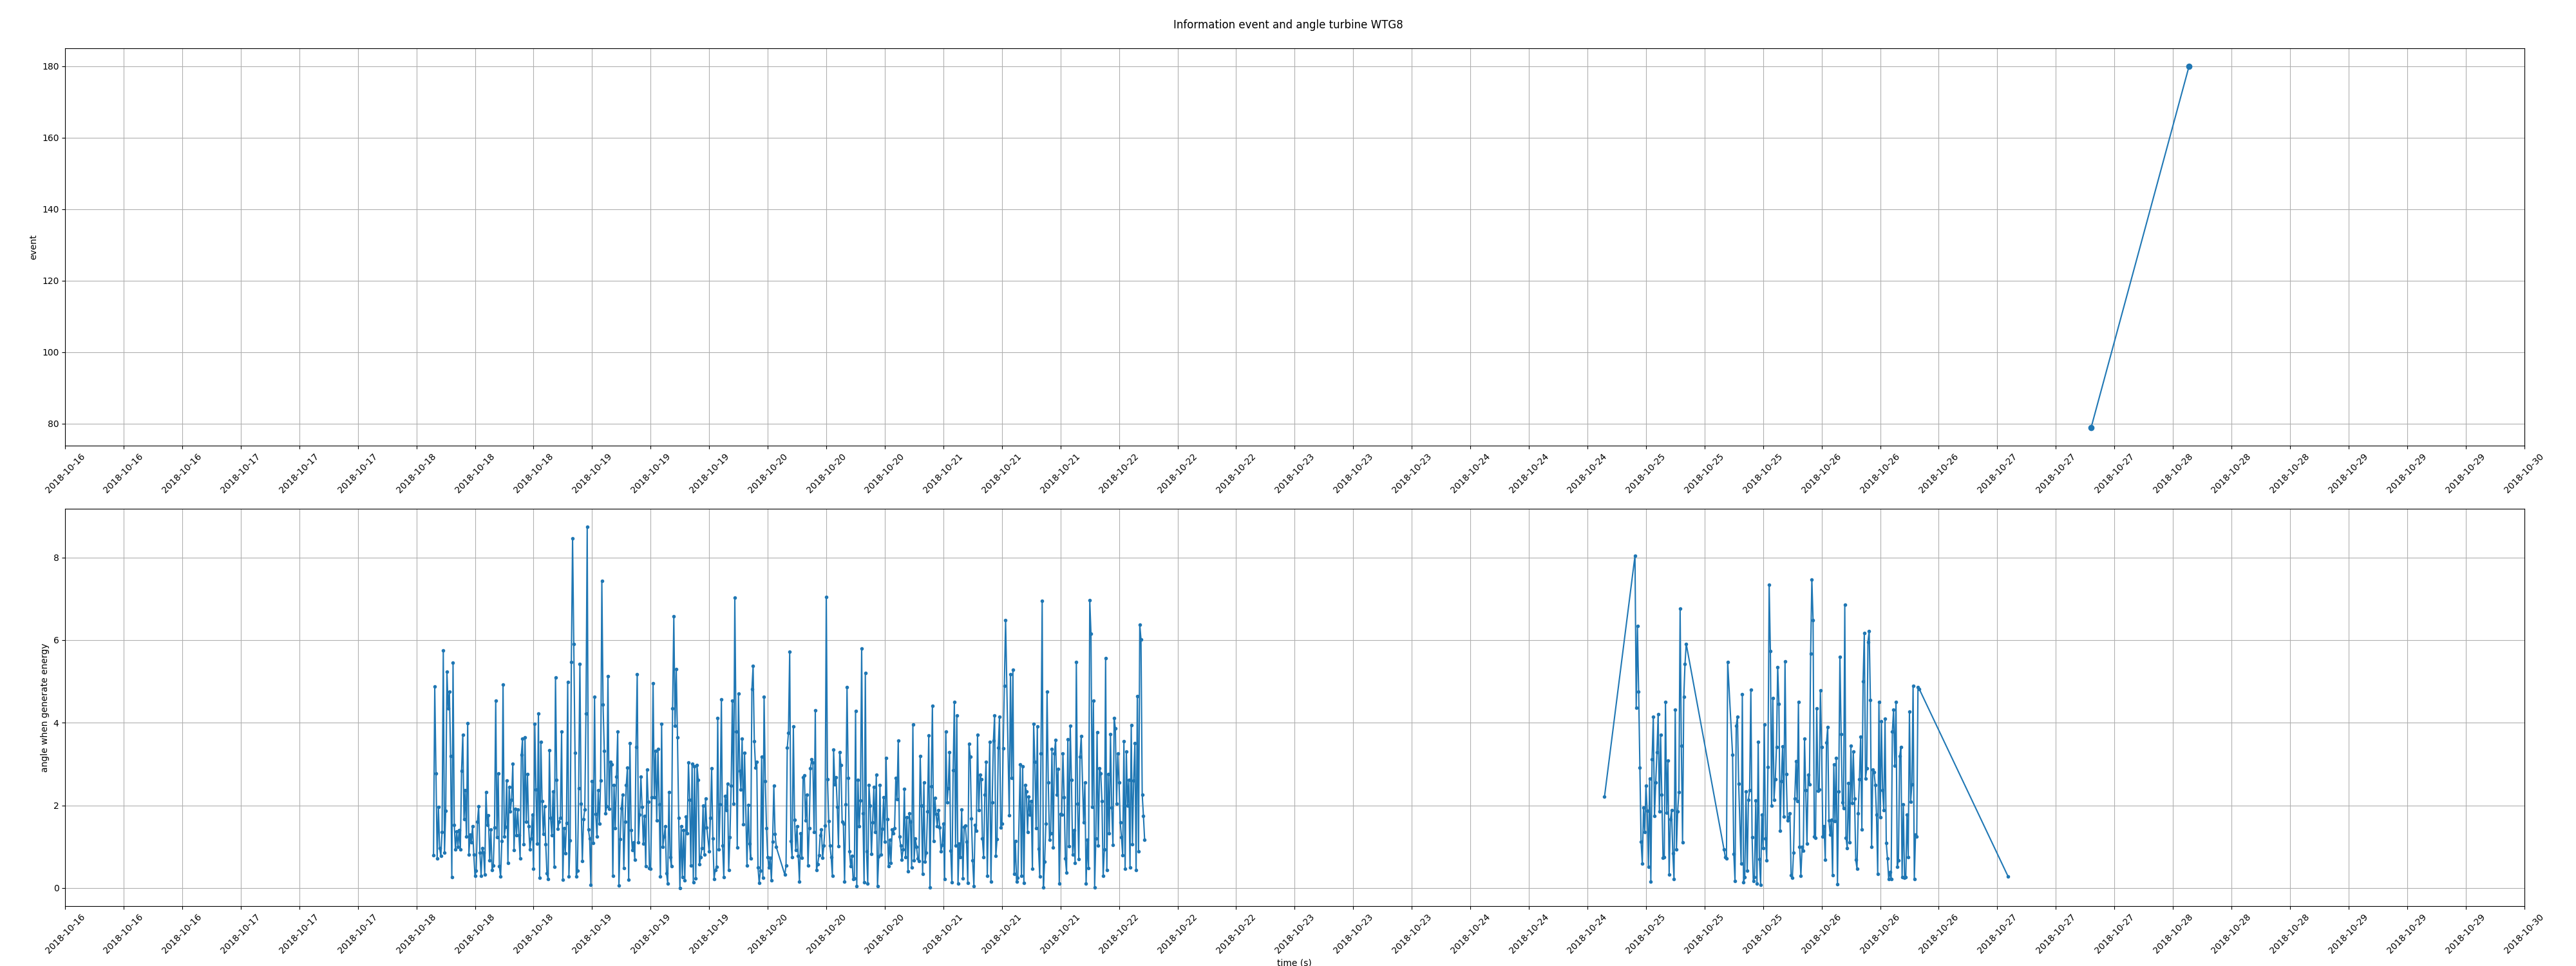 Information event and angle turbine WTG8
180
160
140
120
100
80
event
2018-10-16 2018-10-16 2018-10-16 2018-10-17 2018-10-17 2018-10-17 2018-10-18 2018-10-18 2018-10-18 2018-10-19 2018-10-19 2018-10-19 2018-10-20 2018-10-20 2018-10-20 2018-10-21 2018-10-21 2018-10-21 2018-10-22 2018-10-22 2018-10-22 2018-10-23 2018-10-23 2018-10-23 2018-10-24 2018-10-24 2018-10-24 2018-10-25 2018-10-25 2018-10-25 2018-10-26 2018-10-26 2018-10-26 2018-10-27 2018-10-27 2018-10-27 2018-10-28 2018-10-28 2018-10-28 2018-10-29 2018-10-29 2018-10-29 2018-10-30
8
6
4
2
0
angle when generate energy
2018-10-16 2018-10-16 2018-10-16 2018-10-17 2018-10-17 2018-10-17 2018-10-18 2018-10-18 2018-10-18 2018-10-19 2018-10-19 2018-10-19 2018-10-20 2018-10-20 2018-10-20 2018-10-21 2018-10-21 2018-10-21 2018-10-22 2018-10-22 2018-10-22 2018-10-23 2018-10-23 2018-10-23 2018-10-24 2018-10-24 2018-10-24 2018-10-25 2018-10-25 2018-10-25 2018-10-26 2018-10-26 2018-10-26 2018-10-27 2018-10-27 2018-10-27 2018-10-28 2018-10-28 2018-10-28 2018-10-29 2018-10-29 2018-10-29 2018-10-30
time (s)